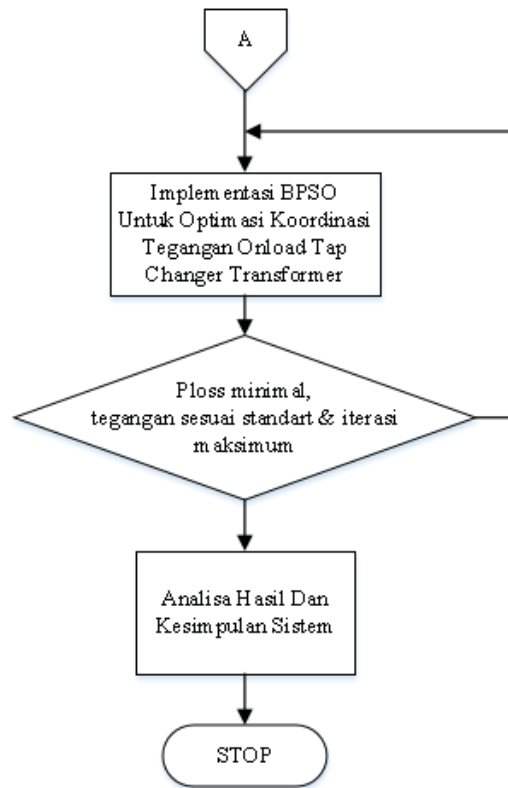 A
Implementasi BPSO
Untuk Optimasi Koordinasi
Tegangan Onload Tap
Changer Transformer
Ploss minimal,
tegangan sesuai standart & iterasi
maksimum
Analisa Hasil Dan
Kesimpulan Sistem
STOP